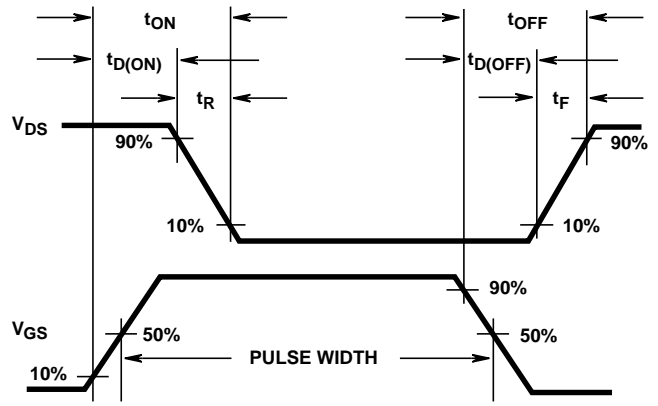 tON tOFF
tD(ON) tD(OFF)
tR tF
VDS
90% 90%
10% 10%
90%
VGS
50% PULSE WIDTH 50%
10%